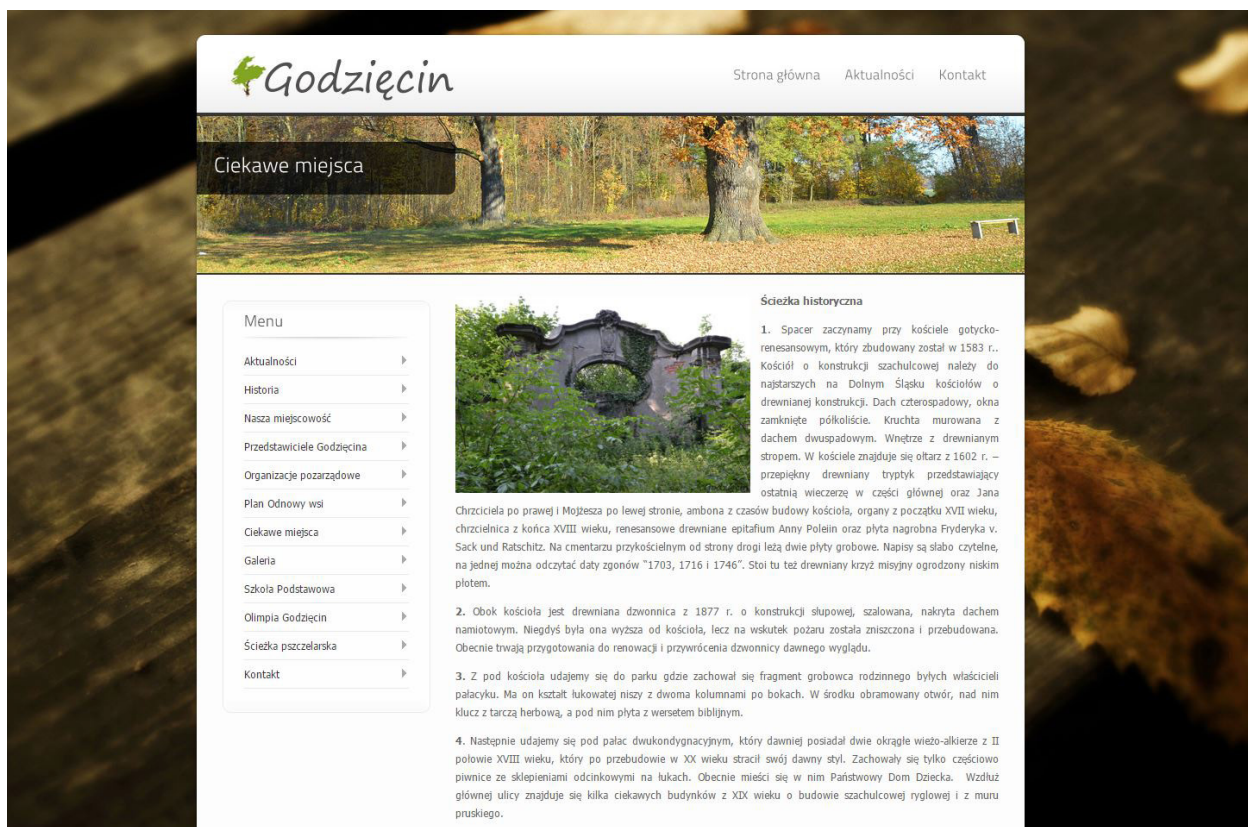 Godzięcin
Strona główna Aktualności Kontakt
Ciekawe miejsca
Menu
Aktualności
Historia
Nasza miejscowość
Przedstawiciele Godzięcina
Organizacje pozarządowe
Plan Odnowy wsi
Ciekawe miejsca
Galeria
Szkoła Podstawowa
Olimpia Godzięcin
Ścieżka pszczelarska
Kontakt
Ścieżka historyczna
1. Spacer zaczynamy przy kościele gotycko-
renesansowym, który zbudowany został w 1583 r..
Kościół o konstrukcji szachulcowej należy do
najstarszych na Dolnym Śląsku kościołów o
drewnianej konstrukcji. Dach czterospadowy, okna
zamknięte półkoliście. Kruchta murowana z
dachem dwuspadowym. Wnętrze z drewnianym
stropem. W kościele znajduje się ołtarz z 1602 r. –
przepiękny drewniany tryptyk przedstawiający
ostatnią wieczerzę w części głównej oraz Jana
Chrzciciela po prawej i Mojżesza po lewej stronie, ambona z czasów budowy kościoła, organy z początku XVII wieku,
chrzcielnica z końca XVIII wieku, renesansowe drewniane epitafium Anny Poleiin oraz płyta nagrobna Fryderyka v.
Sack und Ratschitz. Na cmentarzu przykościelnym od strony drogi leżą dwie płyty grobowe. Napisy są słabo czytelne,
na jednej można odczytać daty zgonów "1703, 1716 i 1746". Stoi tu też drewniany krzyż misyjny ogrodzony niskim
płotem.
2. Obok kościoła jest drewniana dzwonnica z 1877 r. o konstrukcji słupowej, szalowana, nakryta dachem
namiotowym. Niegdyś była ona wyższa od kościoła, lecz na wskutek pożaru została zniszczona i przebudowana.
Obecnie trwają przygotowania do renowacji i przywrócenia dzwonnicy dawnego wyglądu.
3. Z pod kościoła udajemy się do parku gdzie zachował się fragment grobowca rodzinnego byłych właścicieli
pałacyku. Ma on kształt łukowatej niszy z dwoma kolumnami po bokach. W środku obramowany otwór, nad nim
klucz z tarczą herbową, a pod nim płyta z wersetem biblijnym.
4. Następnie udajemy się pod pałac dwukondygnacyjnym, który dawniej posiadał dwie okrągłe wieżo-alkierze z II
połowie XVIII wieku, który po przebudowie w XX wieku stracił swój dawny styl. Zachowały się tylko częściowo
piwnice ze sklepieniami odcinkowymi na łukach. Obecnie mieści się w nim Państwowy Dom Dziecka. Wzdłuż
głównej ulicy znajduje się kilka ciekawych budynków z XIX wieku o budowie szachulcowej ryglowej i z muru
pruskiego.